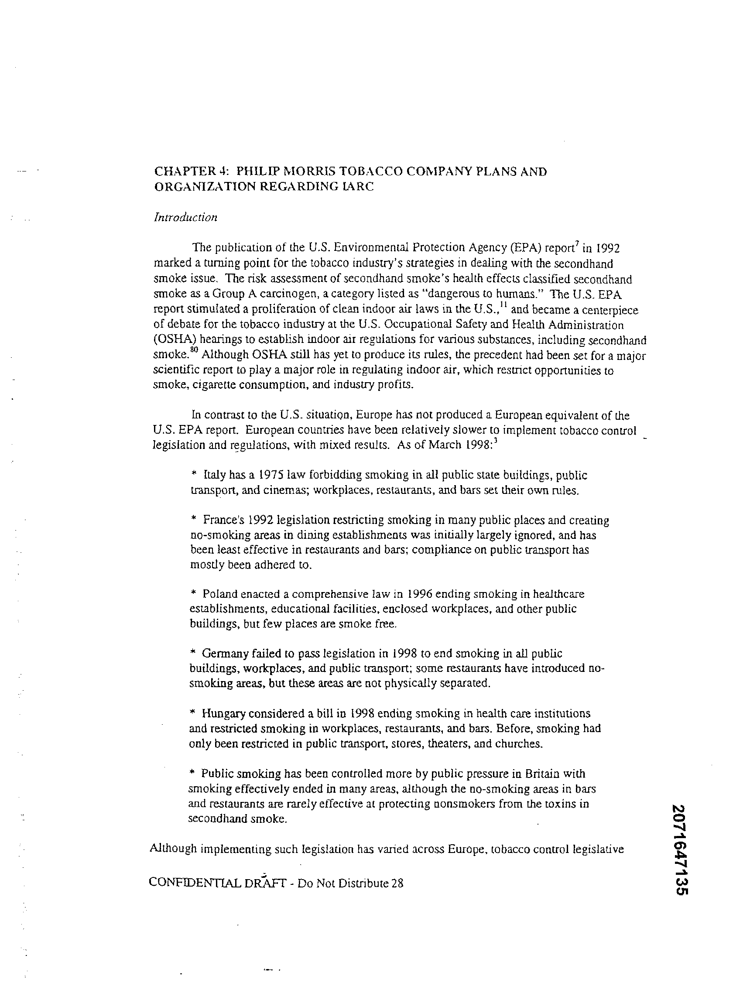 CHAPTER 4: PHILIP MORRIS TOBACCO COMPANY PLANS AND
ORGANIZATION REGARDING IARC
Introduction
The publication of the U.S. Environmental Protection Agency (EPA) report⁷ in 1992
marked a turning point for the tobacco industry's strategies in dealing with the secondhand
smoke issue. The risk assessment of secondhand smoke's health effects classified secondhand
smoke as a Group A carcinogen, a category listed as "dangerous to humans." The U.S. EPA
report stimulated a proliferation of clean indoor air laws in the U.S.,¹¹ and became a centerpiece
of debate for the tobacco industry at the U.S. Occupational Safety and Health Administration
(OSHA) hearings to establish indoor air regulations for various substances, including secondhand
smoke.⁸⁰ Although OSHA still has yet to produce its rules, the precedent had been set for a major
scientific report to play a major role in regulating indoor air, which restrict opportunities to
smoke, cigarette consumption, and industry profits.
In contrast to the U.S. situation, Europe has not produced a European equivalent of the
U.S. EPA report. European countries have been relatively slower to implement tobacco control
legislation and regulations, with mixed results. As of March 1998:³
* Italy has a 1975 law forbidding smoking in all public state buildings, public
transport, and cinemas; workplaces, restaurants, and bars set their own rules.
* France's 1992 legislation restricting smoking in many public places and creating
no-smoking areas in dining establishments was initially largely ignored, and has
been least effective in restaurants and bars; compliance on public transport has
mostly been adhered to.
* Poland enacted a comprehensive law in 1996 ending smoking in healthcare
establishments, educational facilities, enclosed workplaces, and other public
buildings, but few places are smoke free.
* Germany failed to pass legislation in 1998 to end smoking in all public
buildings, workplaces, and public transport; some restaurants have introduced no-
smoking areas, but these areas are not physically separated.
* Hungary considered a bill in 1998 ending smoking in health care institutions
and restricted smoking in workplaces, restaurants, and bars. Before, smoking had
only been restricted in public transport, stores, theaters, and churches.
* Public smoking has been controlled more by public pressure in Britain with
smoking effectively ended in many areas, although the no-smoking areas in bars
and restaurants are rarely effective at protecting nonsmokers from the toxins in
secondhand smoke.
Although implementing such legislation has varied across Europe, tobacco control legislative
CONFIDENTIAL DRAFT - Do Not Distribute 28
2071647135